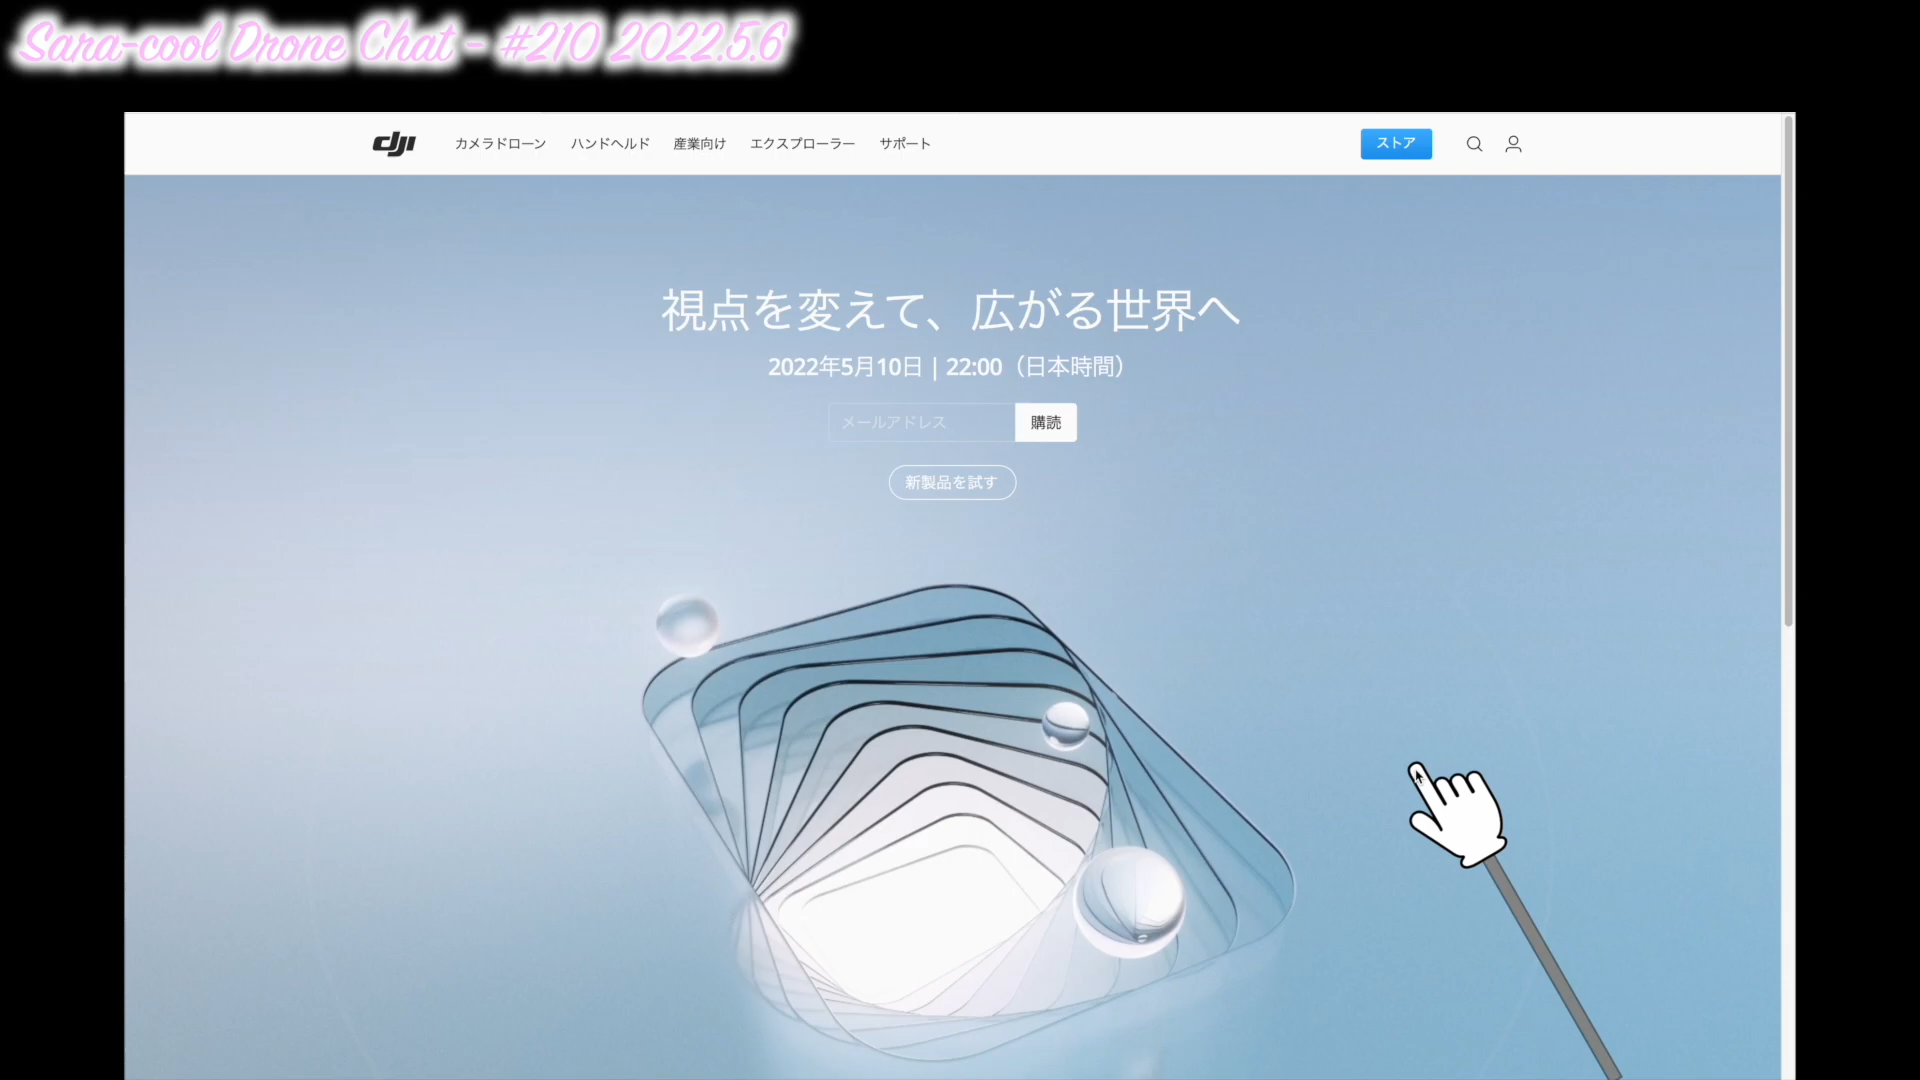 Sara-cool Drone Chat - #210 2022.5.6
dji カメラドローン ハンドヘルド 産業向け エクスプローラー サポート ストア
視点を変えて、広がる世界へ
2022年5月10日 | 22:00（日本時間）
メールアドレス 購読
新製品を試す